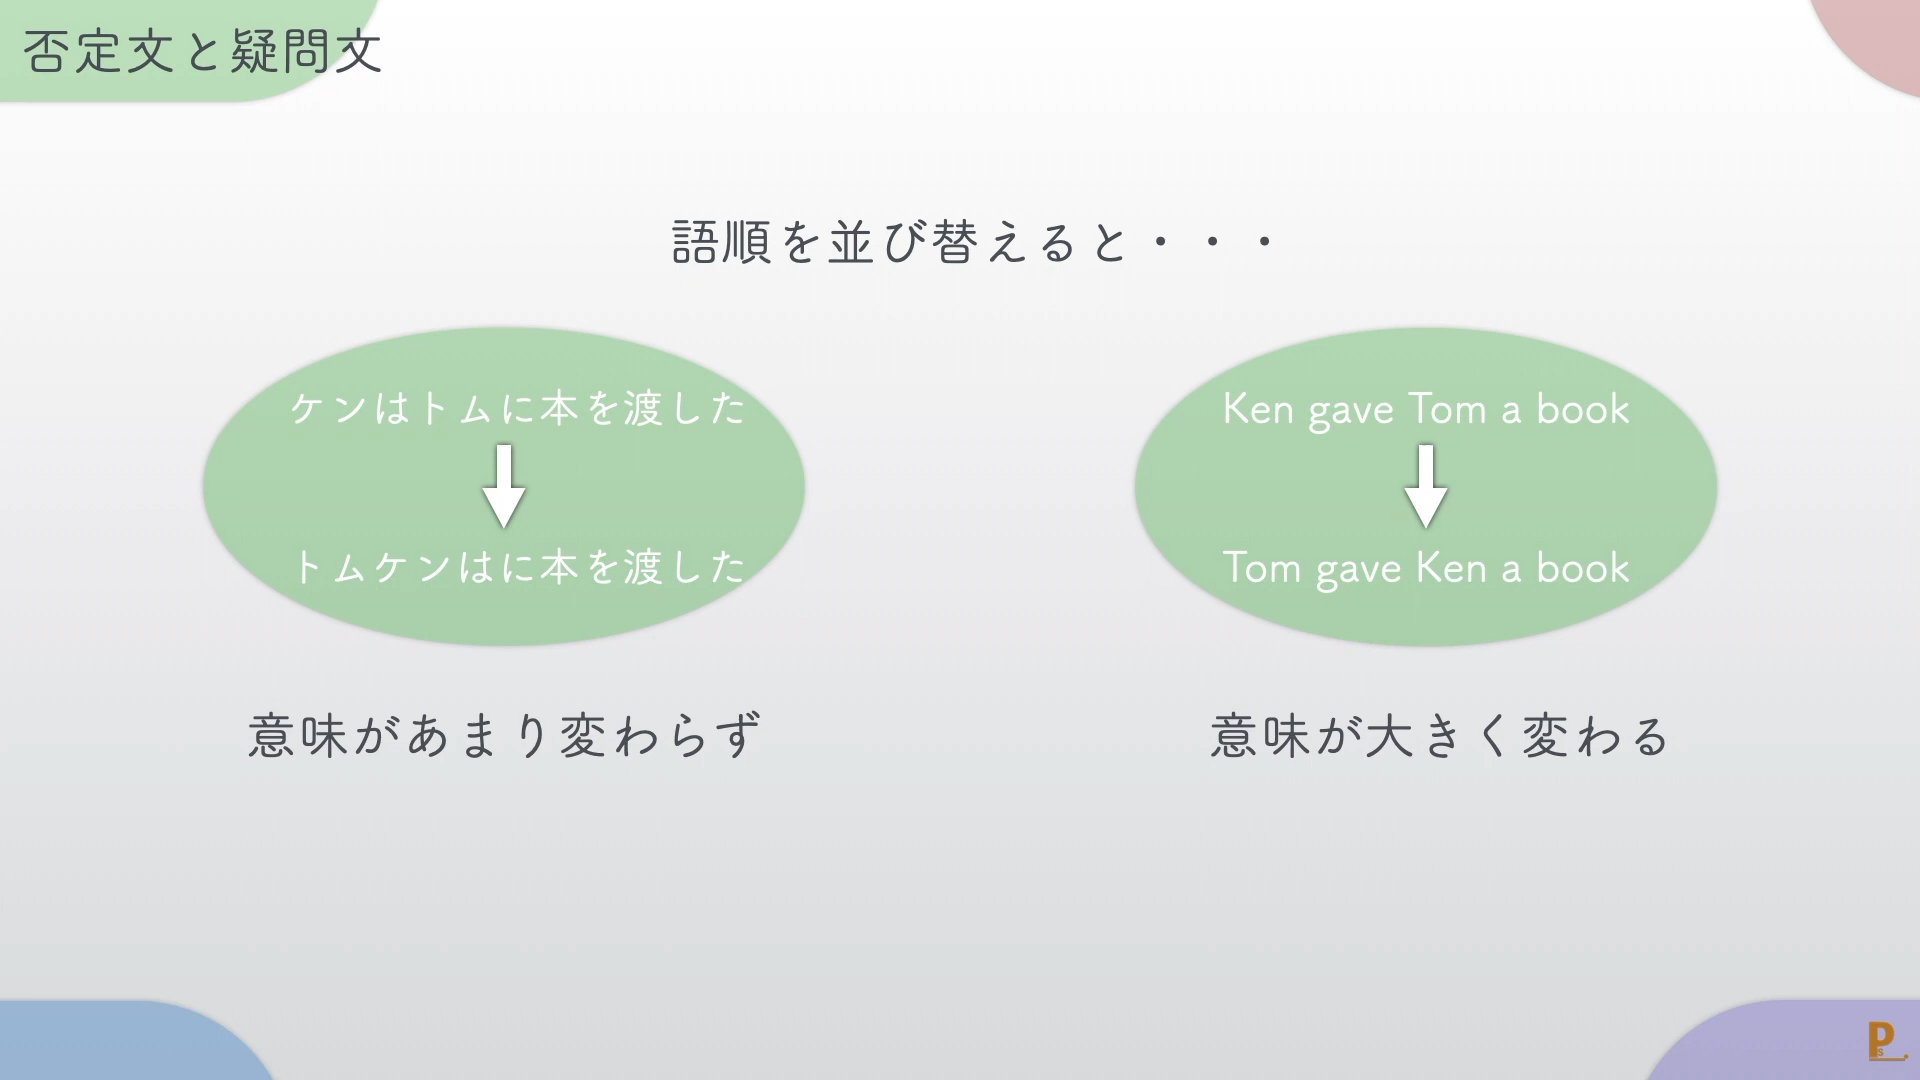 否定文と疑問文
語順を並び替えると・・・
ケンはトムに本を渡した
トムケンはに本を渡した
意味があまり変わらず
Ken gave Tom a book
Tom gave Ken a book
意味が大きく変わる
Ps